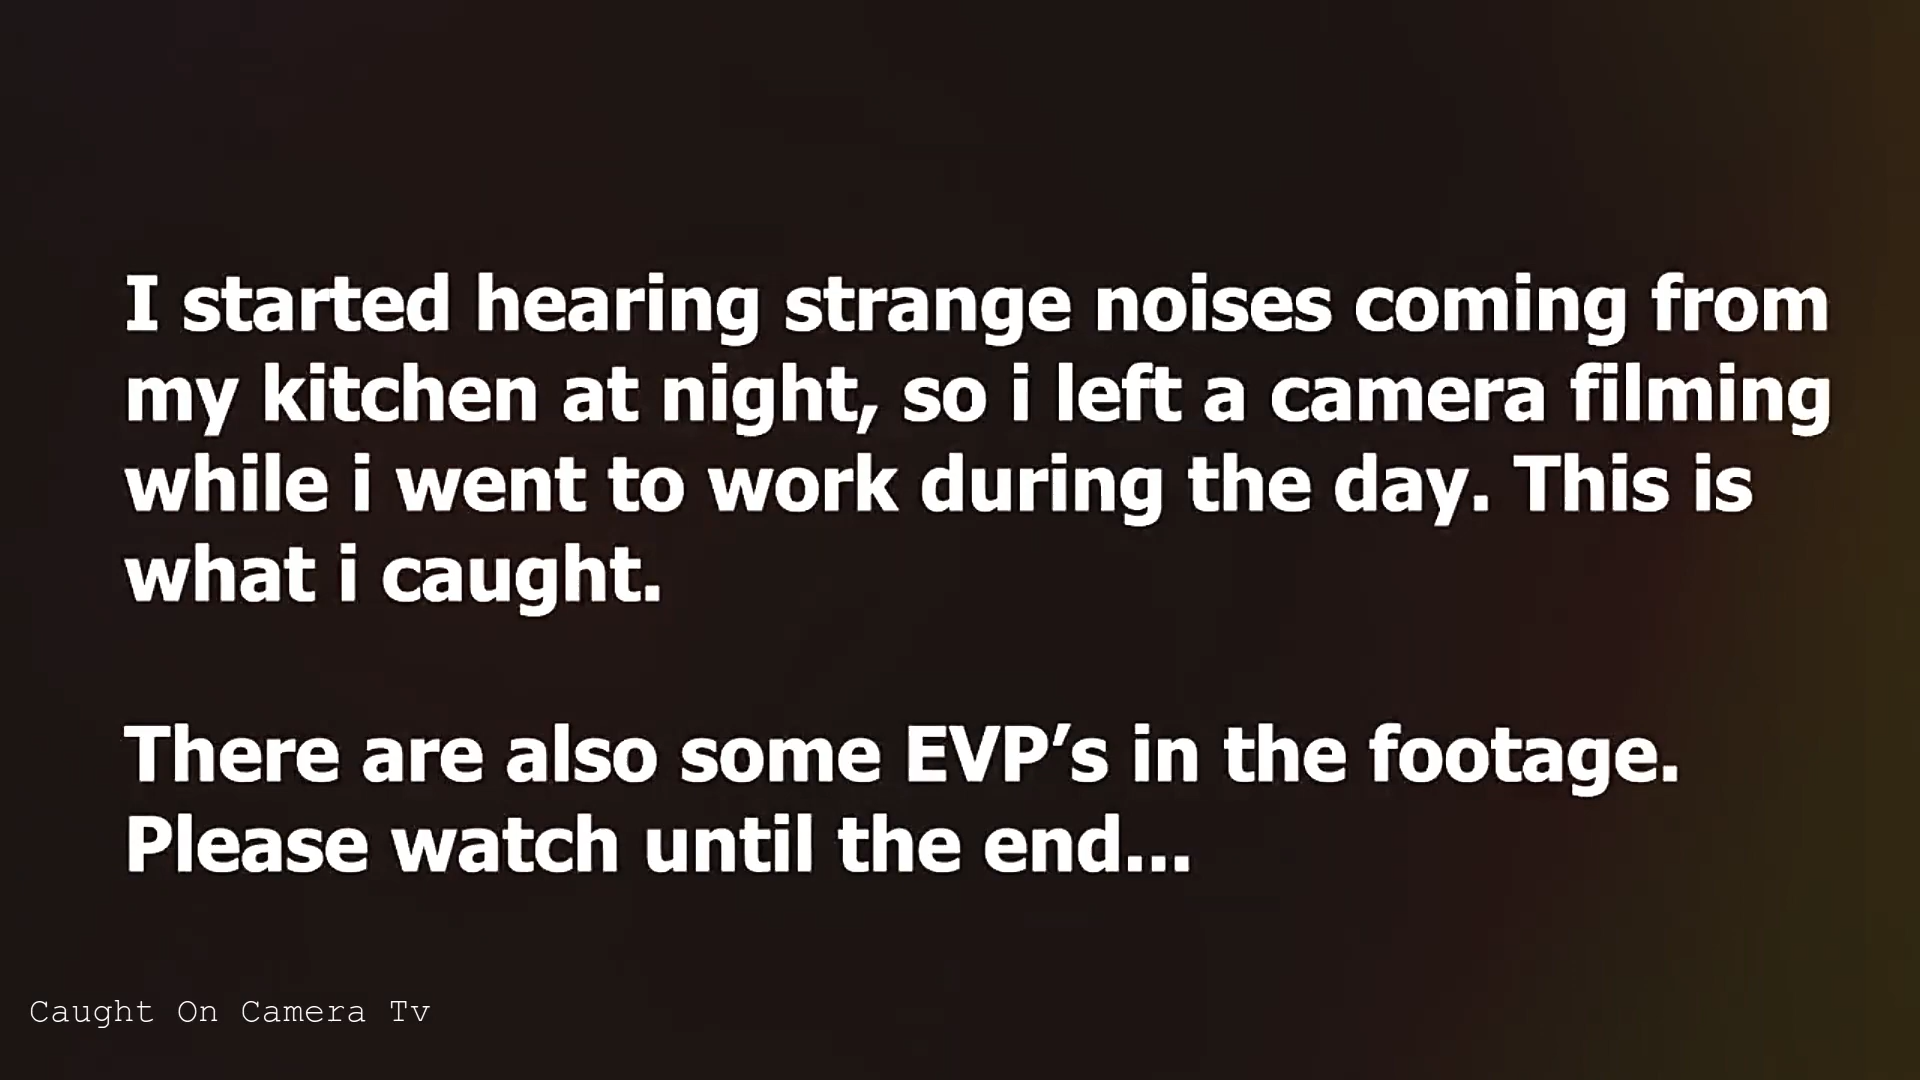 I started hearing strange noises coming from
my kitchen at night, so i left a camera filming
while i went to work during the day. This is
what i caught.
There are also some EVP’s in the footage.
Please watch until the end...
Caught On Camera Tv